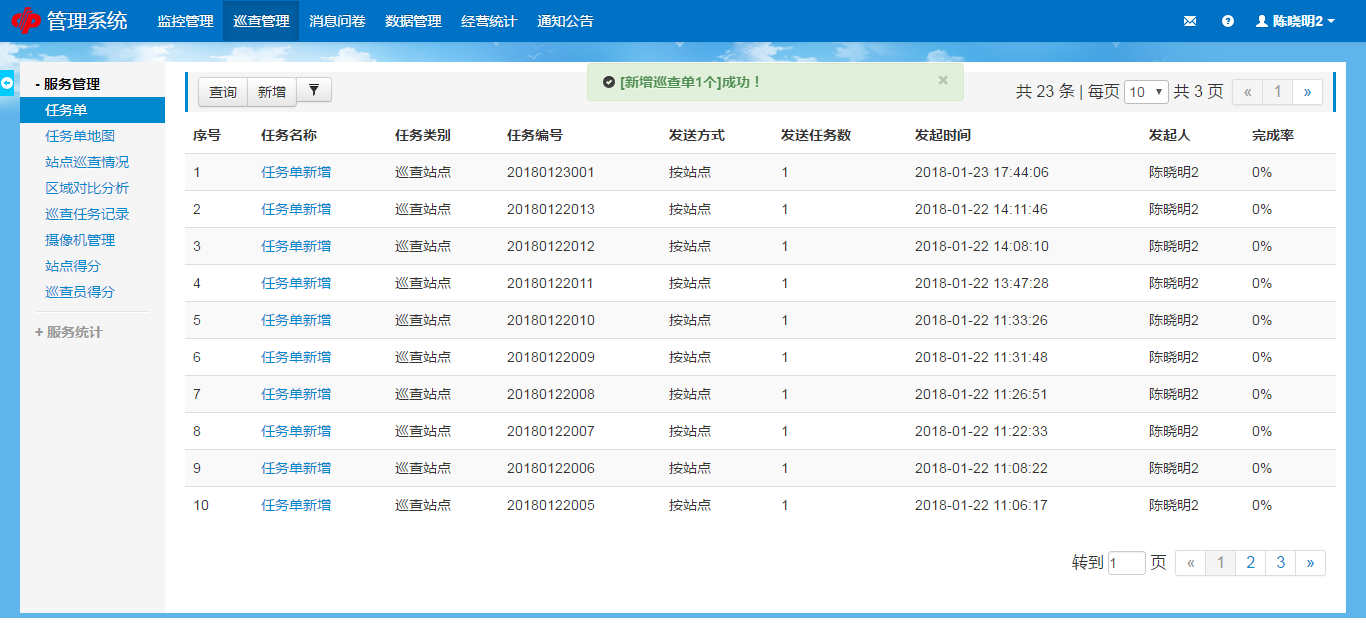 管理系统 监控管理 巡查管理 消息问卷 数据管理 经营统计 通知公告 陈晓明2
- 服务管理
任务单
任务单地图
站点巡查情况
区域对比分析
巡查任务记录
摄像机管理
站点得分
巡查员得分
+ 服务统计
查询 新增 [新增巡查单1个]成功！ × 共 23 条 | 每页 10 共 3 页 « 1 »
序号 任务名称 任务类别 任务编号 发送方式 发送任务数 发起时间 发起人 完成率
1 任务单新增 巡查站点 20180123001 按站点 1 2018-01-23 17:44:06 陈晓明2 0%
2 任务单新增 巡查站点 20180122013 按站点 1 2018-01-22 14:11:46 陈晓明2 0%
3 任务单新增 巡查站点 20180122012 按站点 1 2018-01-22 14:08:10 陈晓明2 0%
4 任务单新增 巡查站点 20180122011 按站点 1 2018-01-22 13:47:28 陈晓明2 0%
5 任务单新增 巡查站点 20180122010 按站点 1 2018-01-22 11:33:26 陈晓明2 0%
6 任务单新增 巡查站点 20180122009 按站点 1 2018-01-22 11:31:48 陈晓明2 0%
7 任务单新增 巡查站点 20180122008 按站点 1 2018-01-22 11:26:51 陈晓明2 0%
8 任务单新增 巡查站点 20180122007 按站点 1 2018-01-22 11:22:33 陈晓明2 0%
9 任务单新增 巡查站点 20180122006 按站点 1 2018-01-22 11:08:22 陈晓明2 0%
10 任务单新增 巡查站点 20180122005 按站点 1 2018-01-22 11:06:17 陈晓明2 0%
转到 1 页 « 1 2 3 »